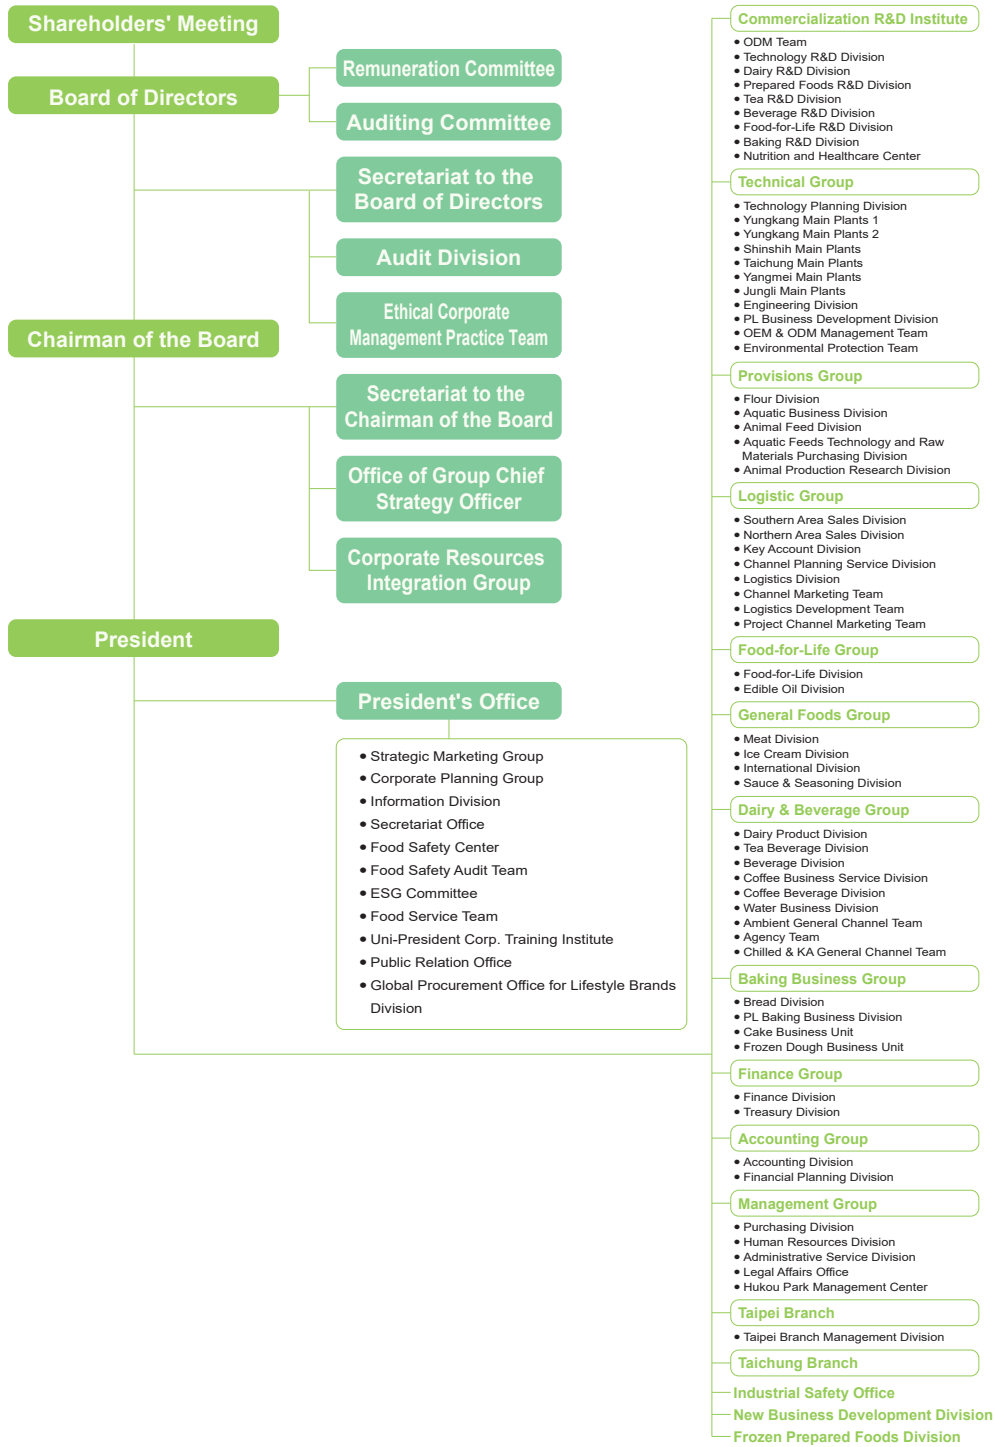 Shareholders' Meeting
Board of Directors
Remuneration Committee
Auditing Committee
Secretariat to the
Board of Directors
Audit Division
Ethical Corporate
Management Practice Team
Chairman of the Board
Secretariat to the
Chairman of the Board
Office of Group Chief
Strategy Officer
Corporate Resources
Integration Group
President
President's Office
• Strategic Marketing Group
• Corporate Planning Group
• Information Division
• Secretariat Office
• Food Safety Center
• Food Safety Audit Team
• ESG Committee
• Food Service Team
• Uni-President Corp. Training Institute
• Public Relation Office
• Global Procurement Office for Lifestyle Brands
Division
Commercialization R&D Institute
• ODM Team
• Technology R&D Division
• Dairy R&D Division
• Prepared Foods R&D Division
• Tea R&D Division
• Beverage R&D Division
• Food-for-Life R&D Division
• Baking R&D Division
• Nutrition and Healthcare Center
Technical Group
• Technology Planning Division
• Yungkang Main Plants 1
• Yungkang Main Plants 2
• Shinshih Main Plants
• Taichung Main Plants
• Yangmei Main Plants
• Jungli Main Plants
• Engineering Division
• PL Business Development Division
• OEM & ODM Management Team
• Environmental Protection Team
Provisions Group
• Flour Division
• Aquatic Business Division
• Animal Feed Division
• Aquatic Feeds Technology and Raw
Materials Purchasing Division
• Animal Production Research Division
Logistic Group
• Southern Area Sales Division
• Northern Area Sales Division
• Key Account Division
• Channel Planning Service Division
• Logistics Division
• Channel Marketing Team
• Logistics Development Team
• Project Channel Marketing Team
Food-for-Life Group
• Food-for-Life Division
• Edible Oil Division
General Foods Group
• Meat Division
• Ice Cream Division
• International Division
• Sauce & Seasoning Division
Dairy & Beverage Group
• Dairy Product Division
• Tea Beverage Division
• Beverage Division
• Coffee Business Service Division
• Coffee Beverage Division
• Water Business Division
• Ambient General Channel Team
• Agency Team
• Chilled & KA General Channel Team
Baking Business Group
• Bread Division
• PL Baking Business Division
• Cake Business Unit
• Frozen Dough Business Unit
Finance Group
• Finance Division
• Treasury Division
Accounting Group
• Accounting Division
• Financial Planning Division
Management Group
• Purchasing Division
• Human Resources Division
• Administrative Service Division
• Legal Affairs Office
• Hukou Park Management Center
Taipei Branch
• Taipei Branch Management Division
Taichung Branch
Industrial Safety Office
New Business Development Division
Frozen Prepared Foods Division